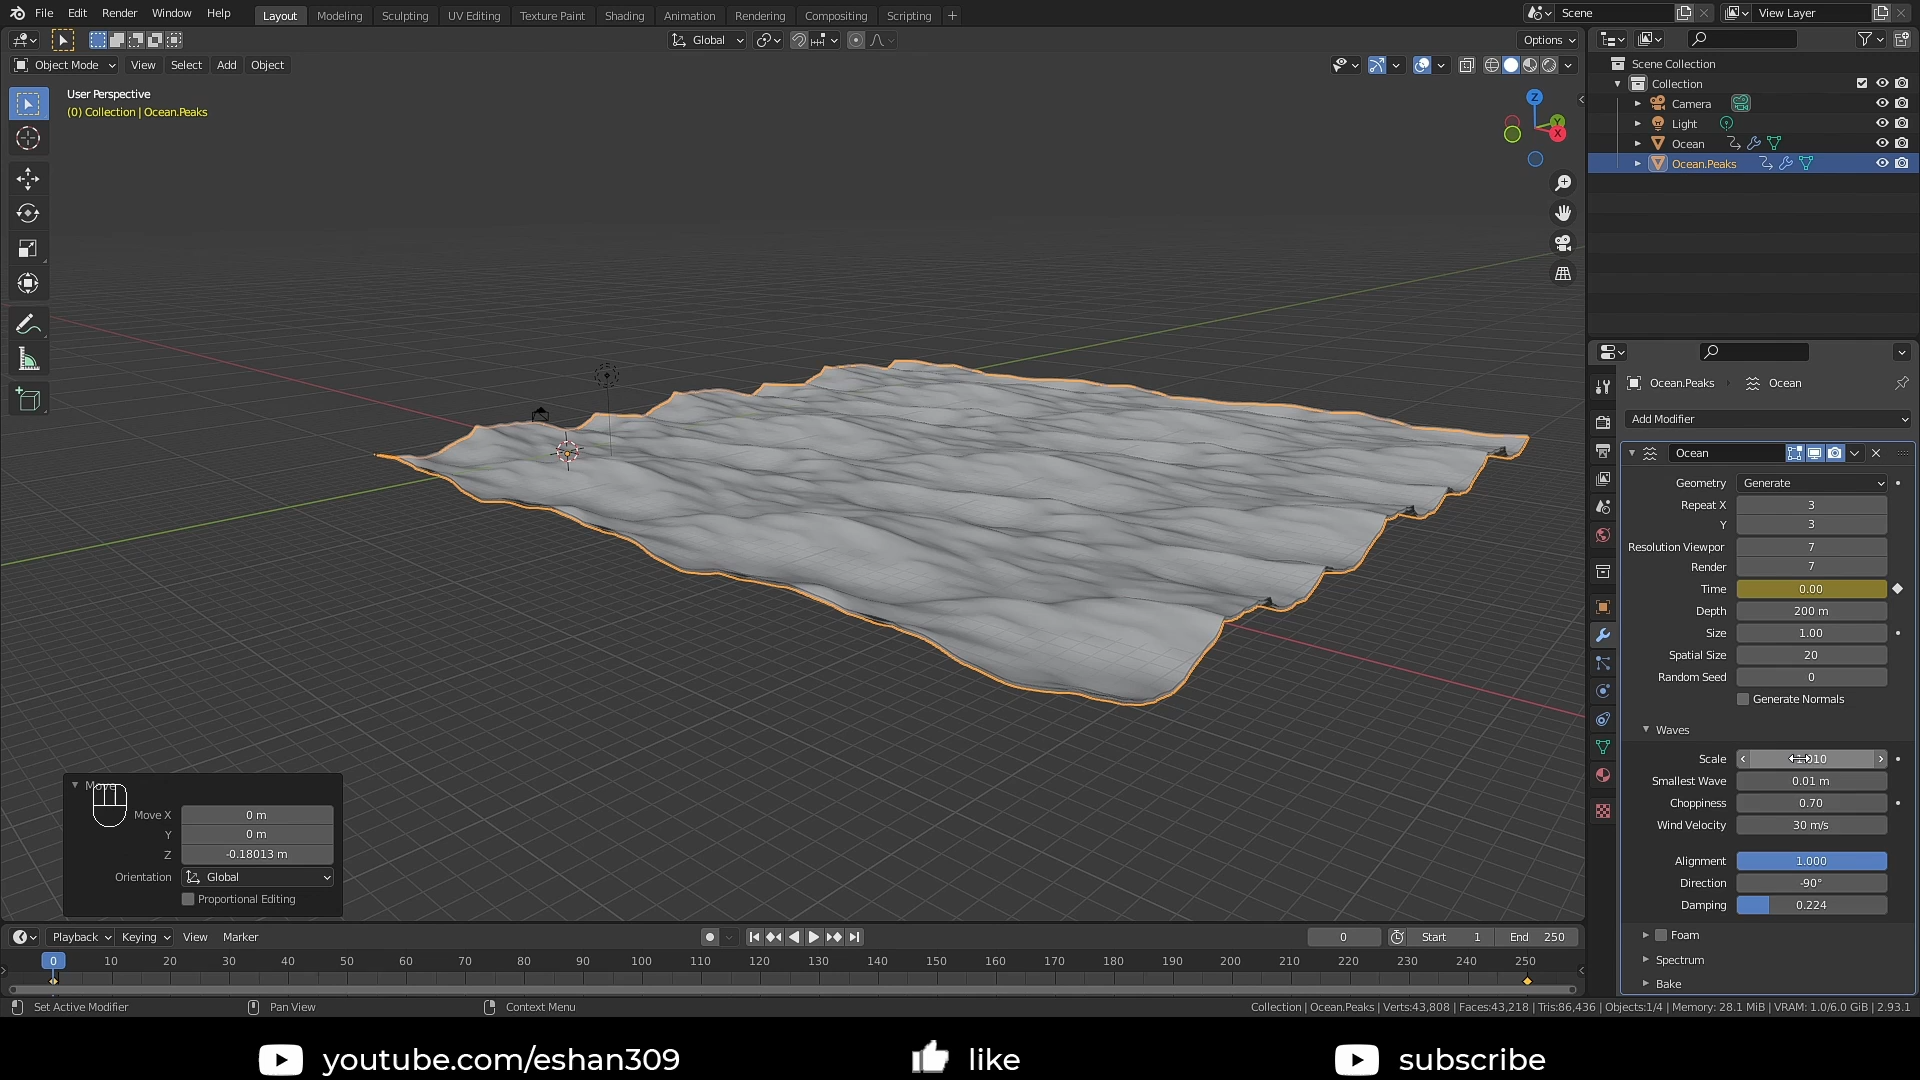 File Edit Render Window Help Layout Modeling Sculpting UV Editing Texture Paint Shading Animation Rendering Compositing Scripting Scene View Layer
Global Options
Object Mode View Select Add Object
User Perspective
(0) Collection | Ocean.Peaks
Z
Y
X
Scene Collection
Collection
Camera
Light
Ocean
Ocean.Peaks
Ocean.Peaks Ocean
Add Modifier
Ocean
Geometry Generate
Repeat X 3
Y 3
Resolution Viewpor 7
Render 7
Time 0.00
Depth 200 m
Size 1.00
Spatial Size 20
Random Seed 0
Generate Normals
Waves
Scale
Smallest Wave 0.01 m
Choppiness 0.70
Wind Velocity 30 m/s
Alignment 1.000
Direction -90°
Damping 0.224
Foam
Spectrum
Bake
Move
Move X 0 m
Y 0 m
Z -0.18013 m
Orientation Global
Proportional Editing
Playback Keying View Marker 0 Start 1 End 250
0 10 20 30 40 50 60 70 80 90 100 110 120 130 140 150 160 170 180 190 200 210 220 230 240 250
Set Active Modifier Pan View Context Menu Collection | Ocean.Peaks | Verts:43,808 | Faces:43,218 | Tris:86,436 | Objects:1/4 | Memory: 28.1 MiB | VRAM: 1.0/6.0 GiB | 2.93.1
youtube.com/eshan309 like subscribe